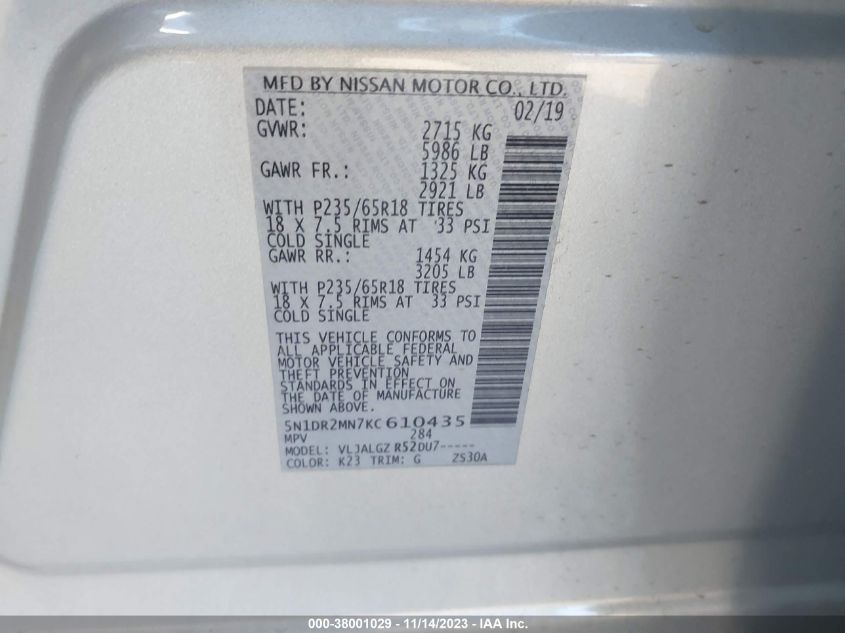 MFD BY NISSAN MOTOR CO., LTD.
DATE: 02/19
GVWR: 2715 KG
5986 LB
GAWR FR.: 1325 KG
2921 LB
WITH P235/65R18 TIRES
18 X 7.5 RIMS AT 33 PSI
COLD SINGLE
GAWR RR.: 1454 KG
3205 LB
WITH P235/65R18 TIRES
18 X 7.5 RIMS AT 33 PSI
COLD SINGLE
THIS VEHICLE CONFORMS TO
ALL APPLICABLE FEDERAL
MOTOR VEHICLE SAFETY AND
THEFT PREVENTION
STANDARDS IN EFFECT ON
THE DATE OF MANUFACTURE
SHOWN ABOVE.
5N1DR2MN7KC610435
MPV 284
MODEL: VLJALGZ R52DU7-----
COLOR: K23 TRIM: G ZS30A
000-38001029 - 11/14/2023 - IAA Inc.